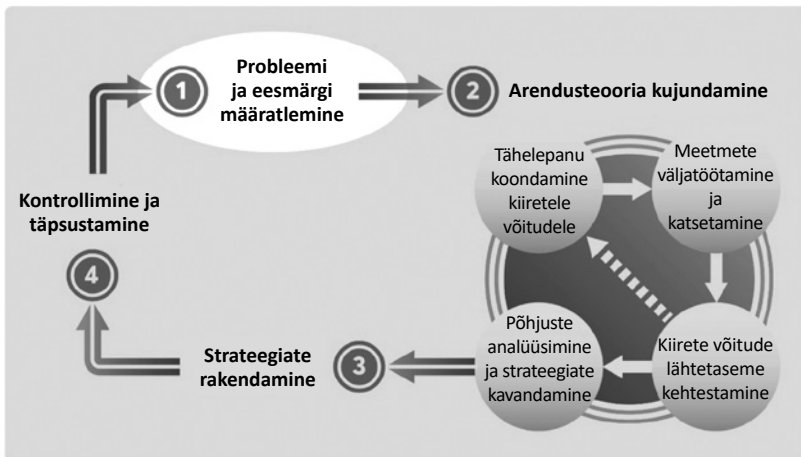 1
Probleemi
ja eesmärgi
määratlemine
2
Arendusteooria kujundamine
Tähelepanu
koondamine
kiiretele
võitudele
Meetmete
väljatöötamine
ja
katsetamine
Kiirete võitude
lähtetaseme
kehtestamine
Põhjuste
analüüsimine
ja strateegiate
kavandamine
3
Strateegiate
rakendamine
4
Kontrollimine ja
täpsustamine